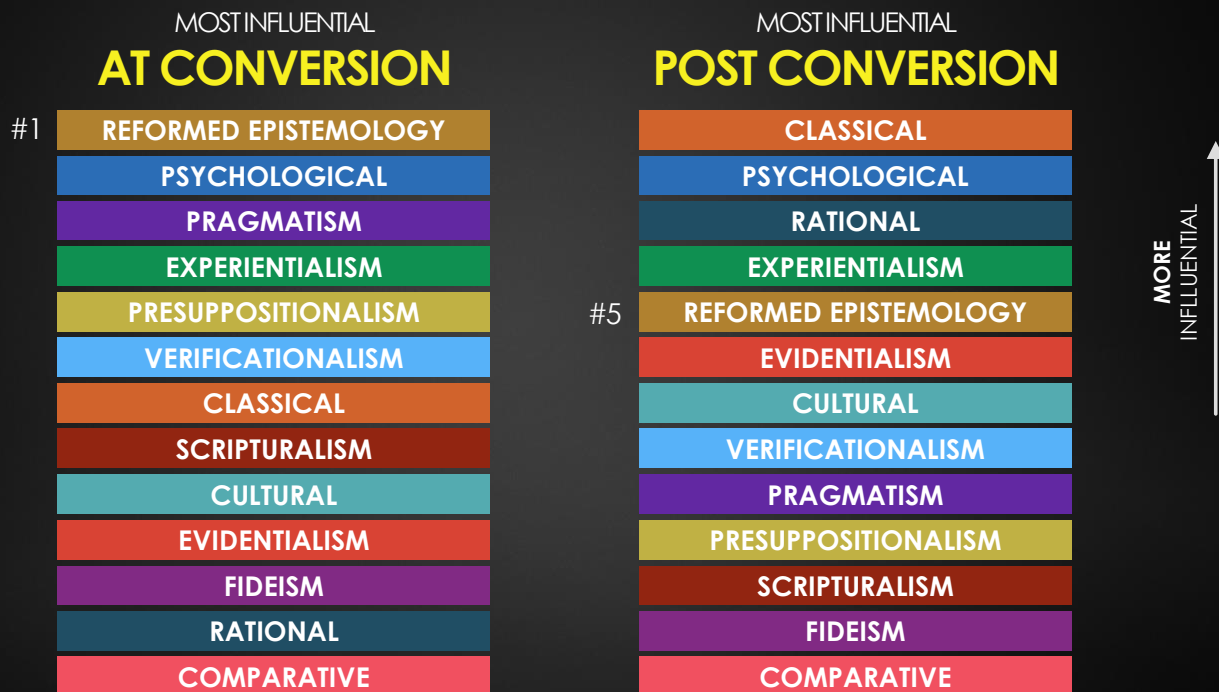 MOST INFLUENTIAL
AT CONVERSION
#1
REFORMED EPISTEMOLOGY
PSYCHOLOGICAL
PRAGMATISM
EXPERIENTIALISM
PRESUPPOSITIONALISM
VERIFICATIONALISM
CLASSICAL
SCRIPTURALISM
CULTURAL
EVIDENTIALISM
FIDEISM
RATIONAL
COMPARATIVE
MOST INFLUENTIAL
POST CONVERSION
CLASSICAL
PSYCHOLOGICAL
RATIONAL
EXPERIENTIALISM
#5
REFORMED EPISTEMOLOGY
EVIDENTIALISM
CULTURAL
VERIFICATIONALISM
PRAGMATISM
PRESUPPOSITIONALISM
SCRIPTURALISM
FIDEISM
COMPARATIVE
MORE
INFLLUENTIAL